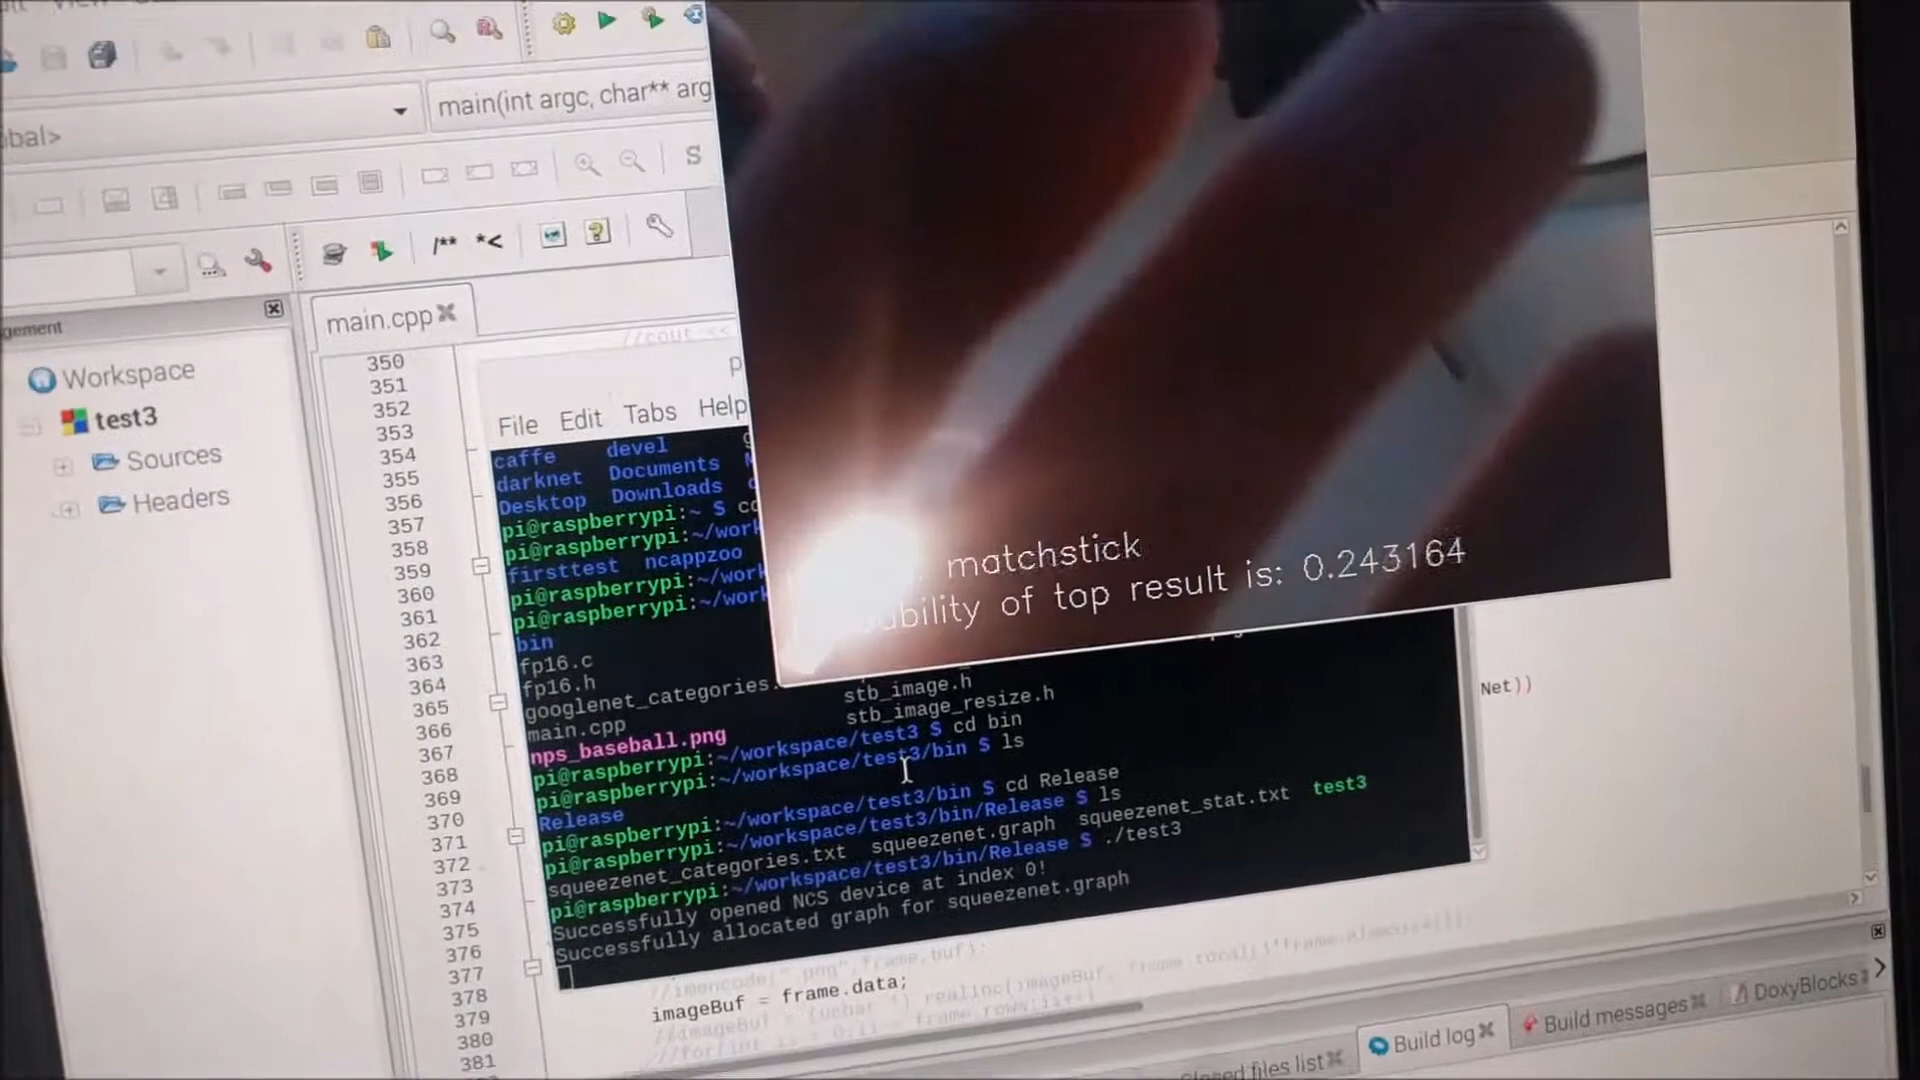 main(int argc, char** arg
obal>
S
/** *<
gement
main.cpp
Workspace
test3
Sources
Headers
350
351
352
353
354
355
356
357
358
359
360
361
362
363
364
365
366
367
368
369
370
371
372
373
374
375
376
377
378
379
380
381
File Edit Tabs Help
caffe devel
darknet Documents
Desktop Downloads
pi@raspberrypi:~ $ cd
pi@raspberrypi:~/work
firsttest ncappzoo
pi@raspberrypi:~/work
pi@raspberrypi:~/work
bin
fp16.c
fp16.h
googlenet_categories.
main.cpp
nps_baseball.png
stb_image.h
stb_image_resize.h
pi@raspberrypi:~/workspace/test3 $ cd bin
pi@raspberrypi:~/workspace/test3/bin $ ls
Release
pi@raspberrypi:~/workspace/test3/bin $ cd Release
pi@raspberrypi:~/workspace/test3/bin/Release $ ls
squeezenet_categories.txt squeezenet.graph squeezenet_stat.txt test3
pi@raspberrypi:~/workspace/test3/bin/Release $ ./test3
Successfully opened NCS device at index 0!
Successfully allocated graph for squeezenet.graph
matchstick
ability of top result is: 0.243164
Net))
imageBuf = frame.data;
Closed files list
Build log
Build messages
DoxyBlocks